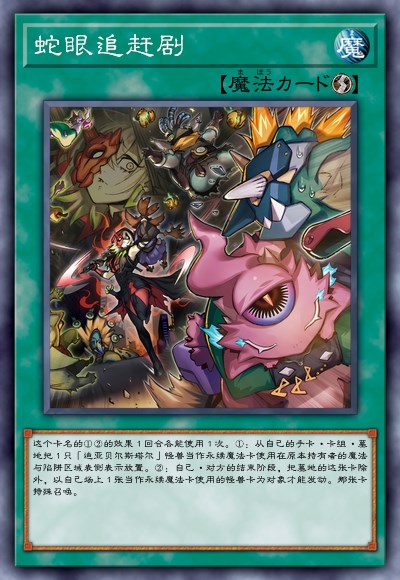 蛇眼追赶剧
魔
【魔法カード】
まほう
这个卡名的①②的效果1回合各能使用1次。①：从自己的手卡·卡组·墓
地把1只「迪亚贝尔斯塔尔」怪兽当作永续魔法卡使用在原本持有者的魔法
与陷阱区域表侧表示放置。②：自己·对方的结束阶段，把墓地的这张卡除
外，以自己场上1张当作永续魔法卡使用的怪兽卡为对象才能发动。那张卡
特殊召唤。